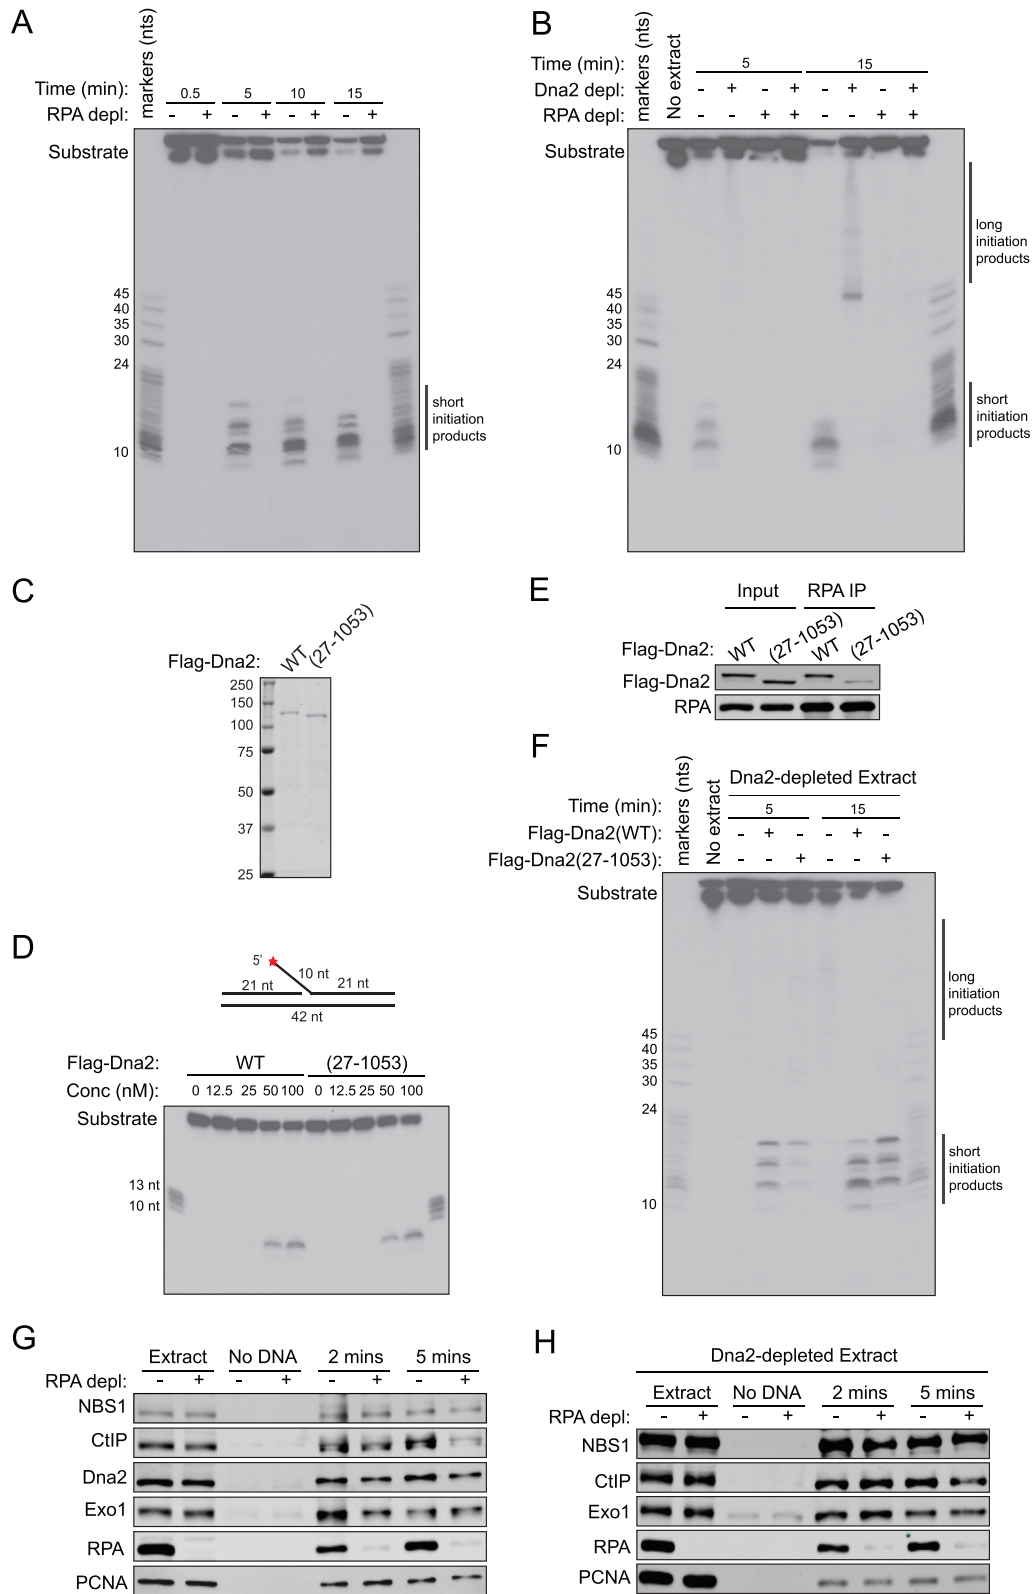 A
markers (nts)
Time (min): 0.5 5 10 15
RPA depl: - + - + - + - +
Substrate
45
40
35
30
24
10
short
initiation
products
B
markers (nts)
No extract
Time (min): 5 15
Dna2 depl: - + - + - + - +
RPA depl: - - + + - - + +
Substrate
45
40
35
30
24
10
long
initiation
products
short
initiation
products
C
Flag-Dna2: WT (27-1053)
250
150
100
75
50
37
25
D
5'
10 nt
21 nt 21 nt
42 nt
Flag-Dna2: WT (27-1053)
Conc (nM): 0 12.5 25 50 100 0 12.5 25 50 100
Substrate
13 nt
10 nt
E
Input RPA IP
Flag-Dna2: WT (27-1053) WT (27-1053)
Flag-Dna2
RPA
F
markers (nts)
No extract
Dna2-depleted Extract
Time (min): 5 15
Flag-Dna2(WT): - + - - + -
Flag-Dna2(27-1053): - - + - - +
Substrate
45
40
35
30
24
10
long
initiation
products
short
initiation
products
G
Extract No DNA 2 mins 5 mins
RPA depl: - + - + - + - +
NBS1
CtIP
Dna2
Exo1
RPA
PCNA
H
Dna2-depleted Extract
Extract No DNA 2 mins 5 mins
RPA depl: - + - + - + - +
NBS1
CtIP
Exo1
RPA
PCNA